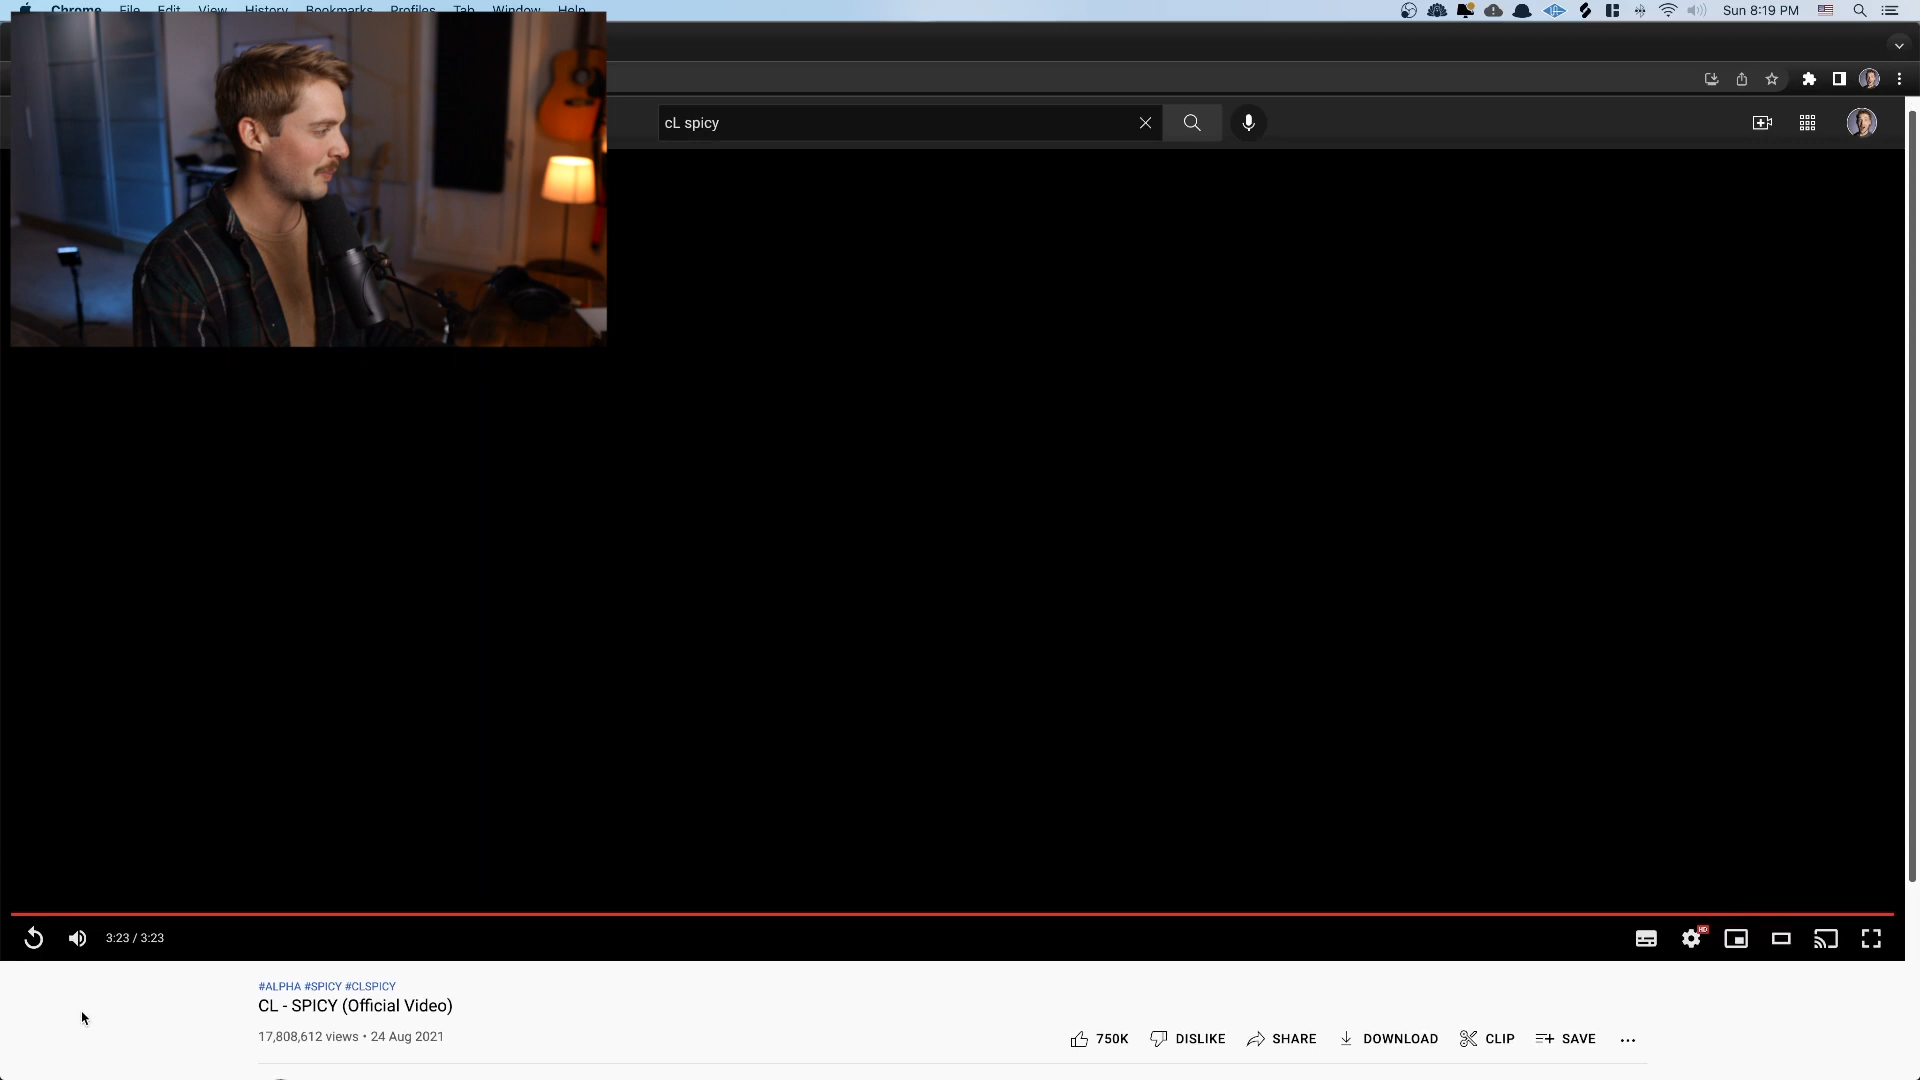 Chrome File Edit View History Bookmarks Profiles Tab Window Help
Sun 8:19 PM
cL spicy
3:23 / 3:23
HD
#ALPHA #SPICY #CLSPICY
CL - SPICY (Official Video)
17,808,612 views • 24 Aug 2021
750K DISLIKE SHARE DOWNLOAD CLIP SAVE